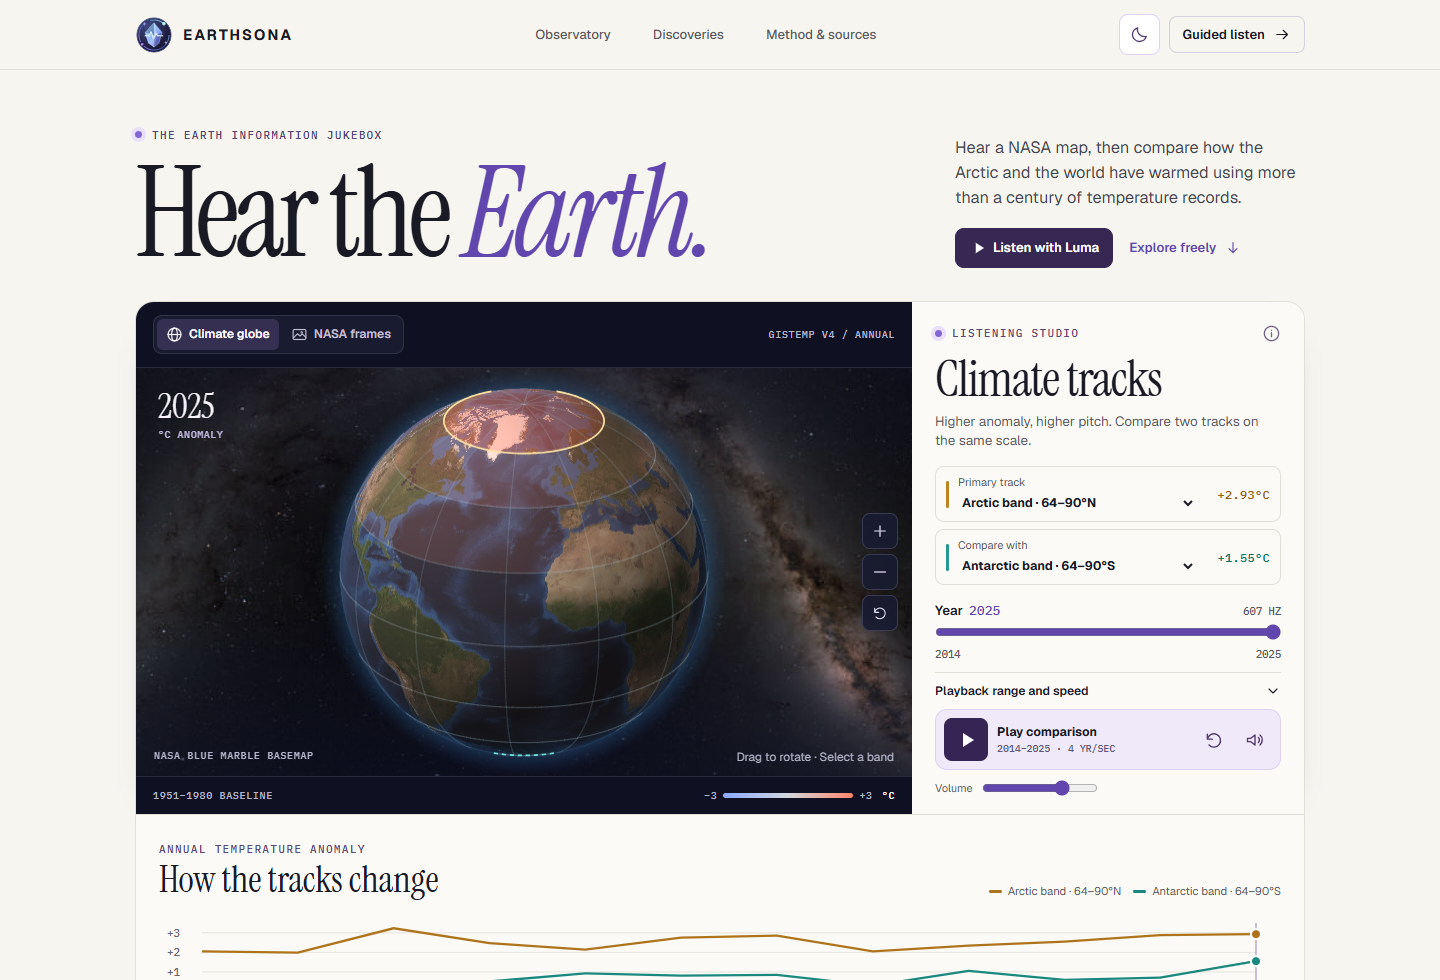 EARTHSONA
Observatory
Discoveries
Method & sources
Guided listen
THE EARTH INFORMATION JUKEBOX
Hear the Earth.
Hear a NASA map, then compare how the
Arctic and the world have warmed using more
than a century of temperature records.
Listen with Luma
Explore freely
Climate globe
NASA frames
GISTEMP V4 / ANNUAL
2025
°C ANOMALY
NASA BLUE MARBLE BASEMAP
Drag to rotate · Select a band
1951–1980 BASELINE
−3
+3 °C
LISTENING STUDIO
Climate tracks
Higher anomaly, higher pitch. Compare two tracks on
the same scale.
Primary track
Arctic band · 64–90°N
+2.93°C
Compare with
Antarctic band · 64–90°S
+1.55°C
Year 2025
607 HZ
2014
2025
Playback range and speed
Play comparison
2014–2025 · 4 YR/SEC
Volume
ANNUAL TEMPERATURE ANOMALY
How the tracks change
Arctic band · 64–90°N
Antarctic band · 64–90°S
+3
+2
+1